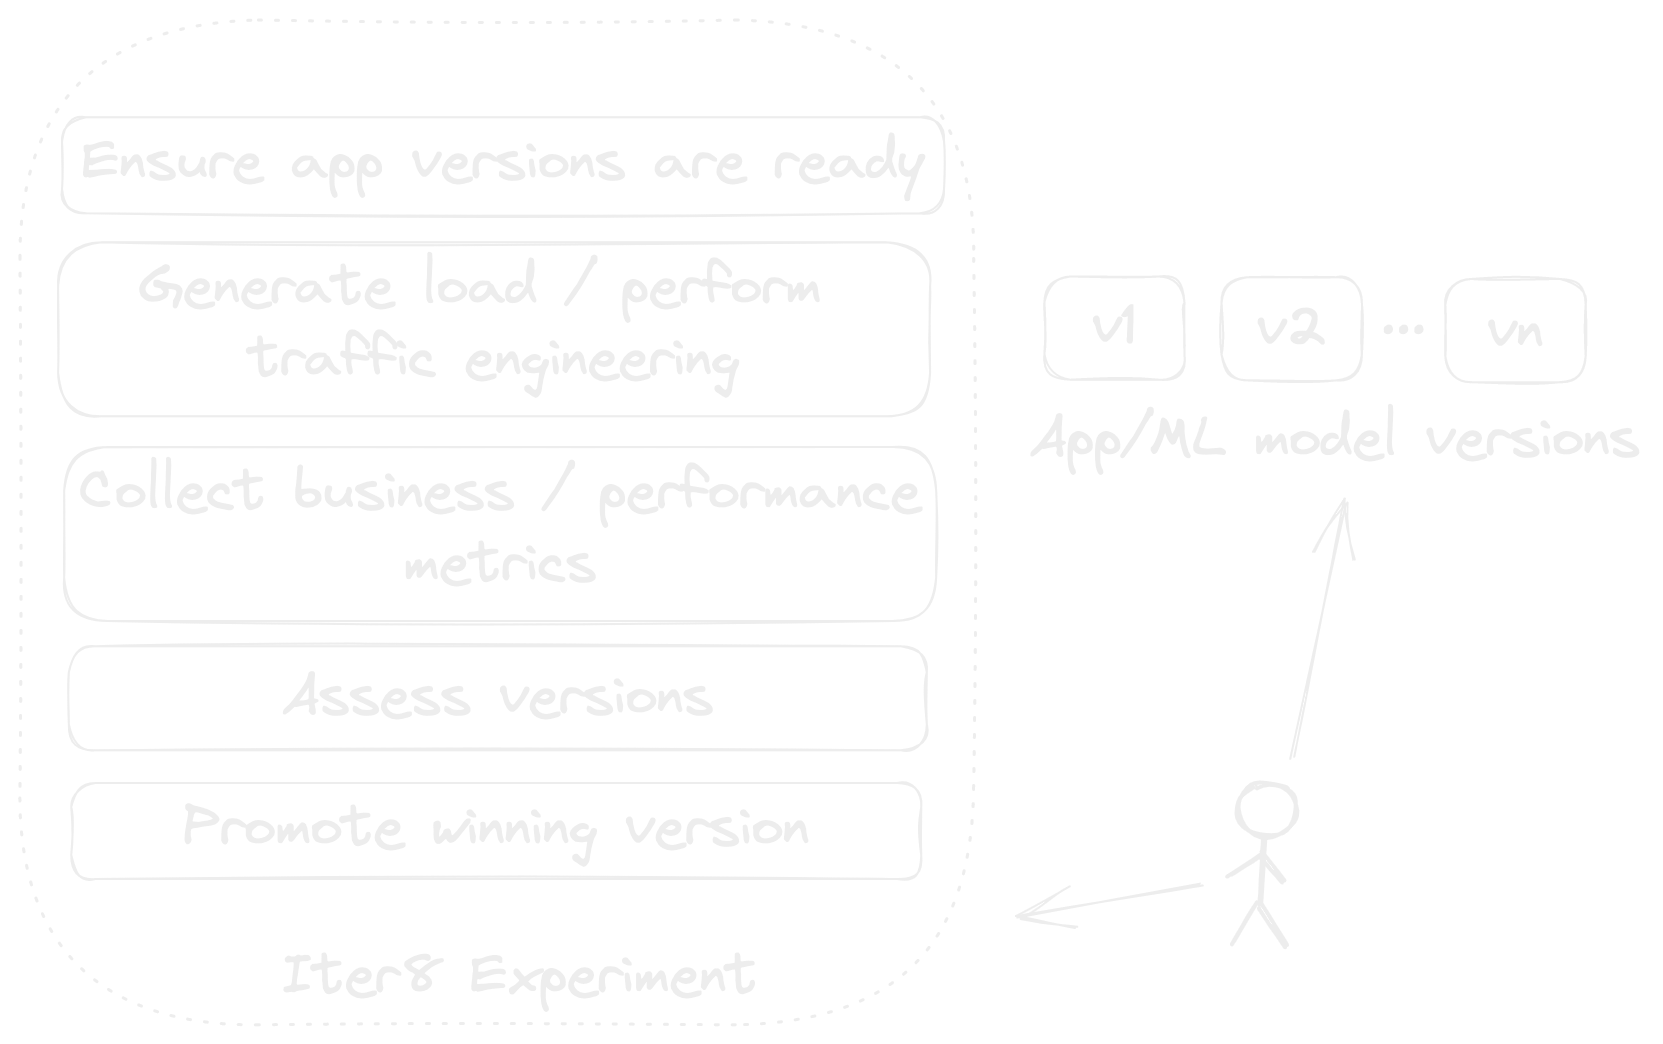 Ensure app versions are ready
Generate load / perform
traffic engineering
Collect business / performance
metrics
Assess versions
Promote winning version
Iter8 Experiment
v1 v2 ... vn
App/ML model versions